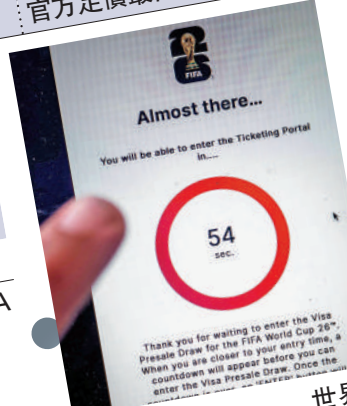 官方定價最
FIFA
Almost there...
You will be able to enter the Ticketing Portal
in....
54
sec.
Thank you for waiting to enter the Visa
Presale Draw for the FIFA World Cup 26™.
When you are closer to your entry time, a
countdown will appear before you can
enter the Visa Presale Draw. Once the
A
世